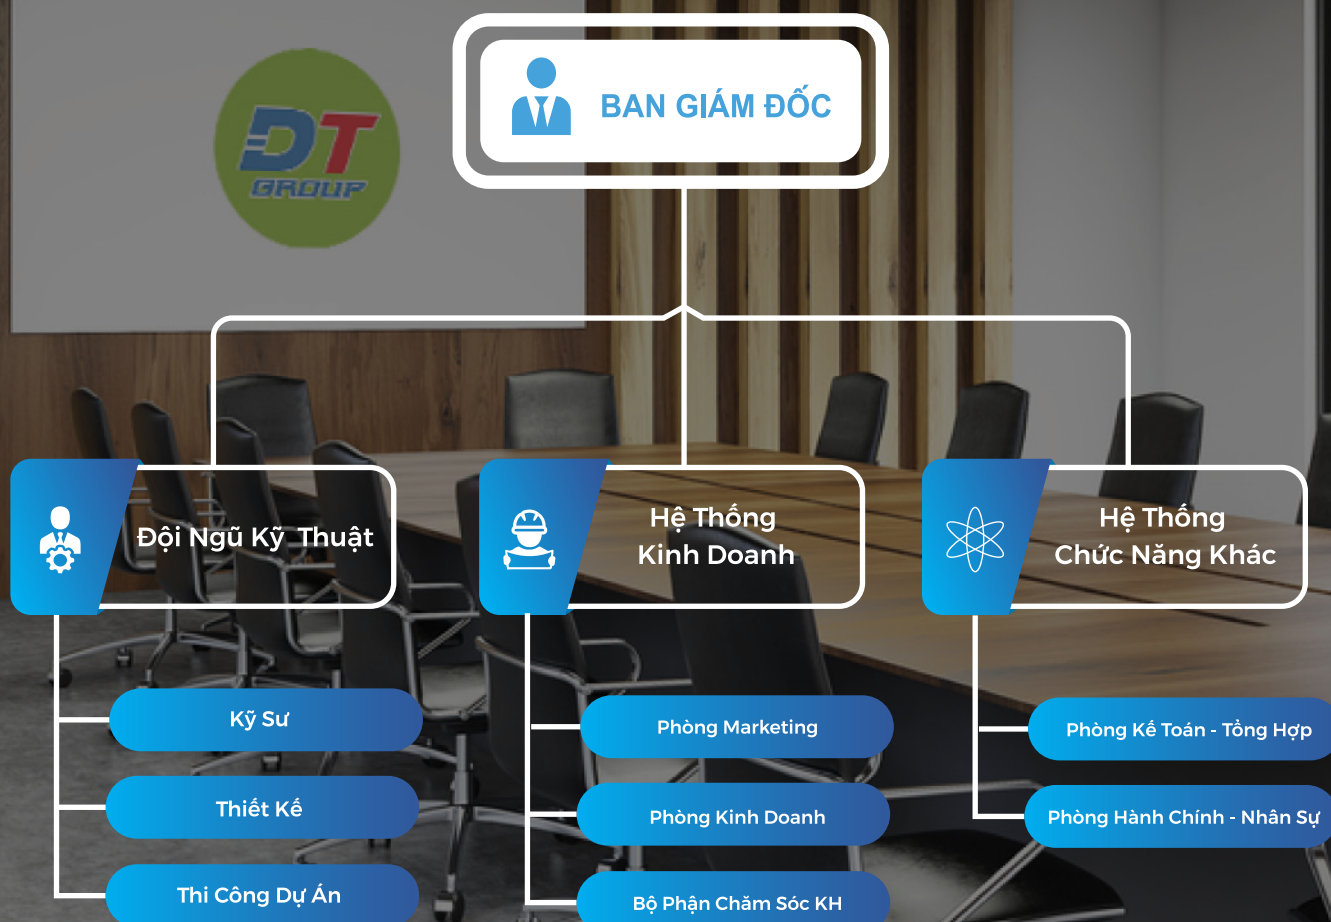 DT
GROUP
BAN GIÁM ĐỐC
Đội Ngũ Kỹ Thuật
Hệ Thống
Kinh Doanh
Hệ Thống
Chức Năng Khác
Kỹ Sư
Thiết Kế
Thi Công Dự Án
Phòng Marketing
Phòng Kinh Doanh
Bộ Phận Chăm Sóc KH
Phòng Kế Toán - Tổng Hợp
Phòng Hành Chính - Nhân Sự